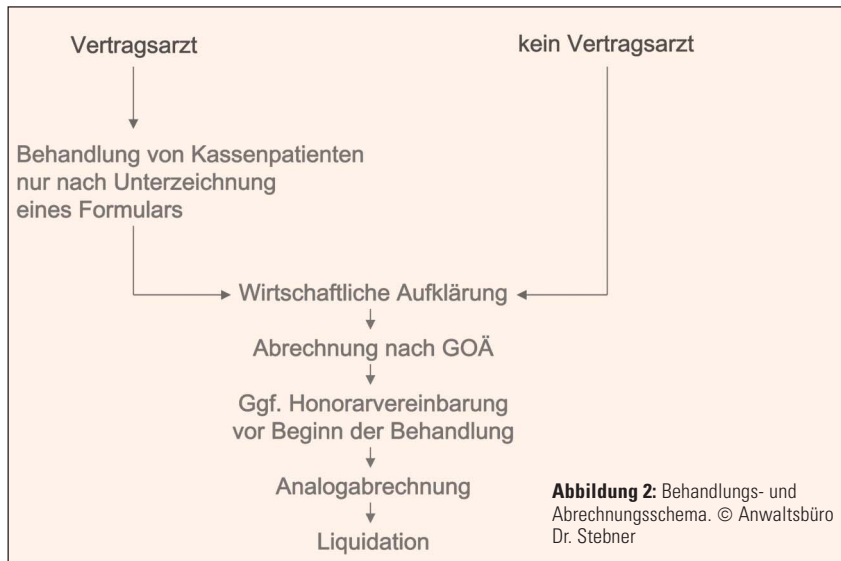 Vertragsarzt
kein Vertragsarzt
Behandlung von Kassenpatienten
nur nach Unterzeichnung
eines Formulars
Wirtschaftliche Aufklärung
Abrechnung nach GOÄ
Ggf. Honorarvereinbarung
vor Beginn der Behandlung
Analogabrechnung
Liquidation
Abbildung 2: Behandlungs- und
Abrechnungsschema. © Anwaltsbüro
Dr. Stebner